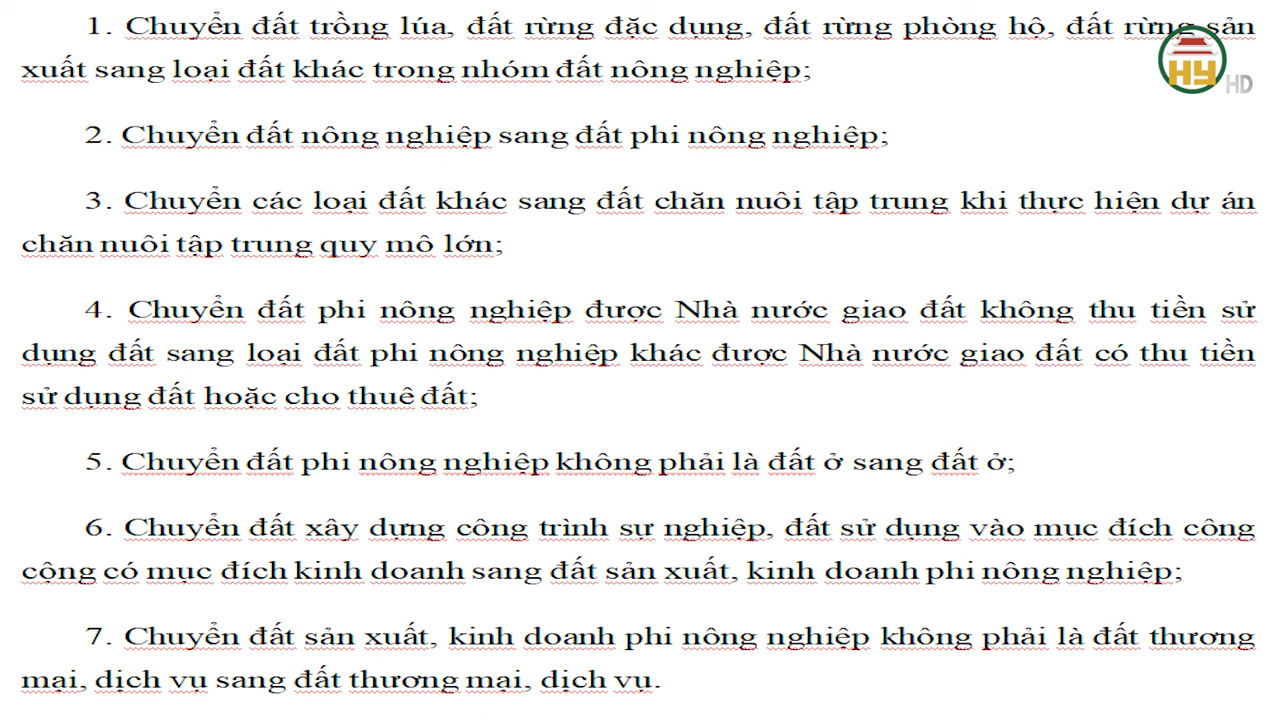 1. Chuyển đất trồng lúa, đất rừng đặc dụng, đất rừng phòng hộ, đất rừng sản
xuất sang loại đất khác trong nhóm đất nông nghiệp;
HY HD
2. Chuyển đất nông nghiệp sang đất phi nông nghiệp;
3. Chuyển các loại đất khác sang đất chăn nuôi tập trung khi thực hiện dự án
chăn nuôi tập trung quy mô lớn;
4. Chuyển đất phi nông nghiệp được Nhà nước giao đất không thu tiền sử
dụng đất sang loại đất phi nông nghiệp khác được Nhà nước giao đất có thu tiền
sử dụng đất hoặc cho thuê đất;
5. Chuyển đất phi nông nghiệp không phải là đất ở sang đất ở;
6. Chuyển đất xây dựng công trình sự nghiệp, đất sử dụng vào mục đích công
cộng có mục đích kinh doanh sang đất sản xuất, kinh doanh phi nông nghiệp;
7. Chuyển đất sản xuất, kinh doanh phi nông nghiệp không phải là đất thương
mại, dịch vụ sang đất thương mại, dịch vụ.